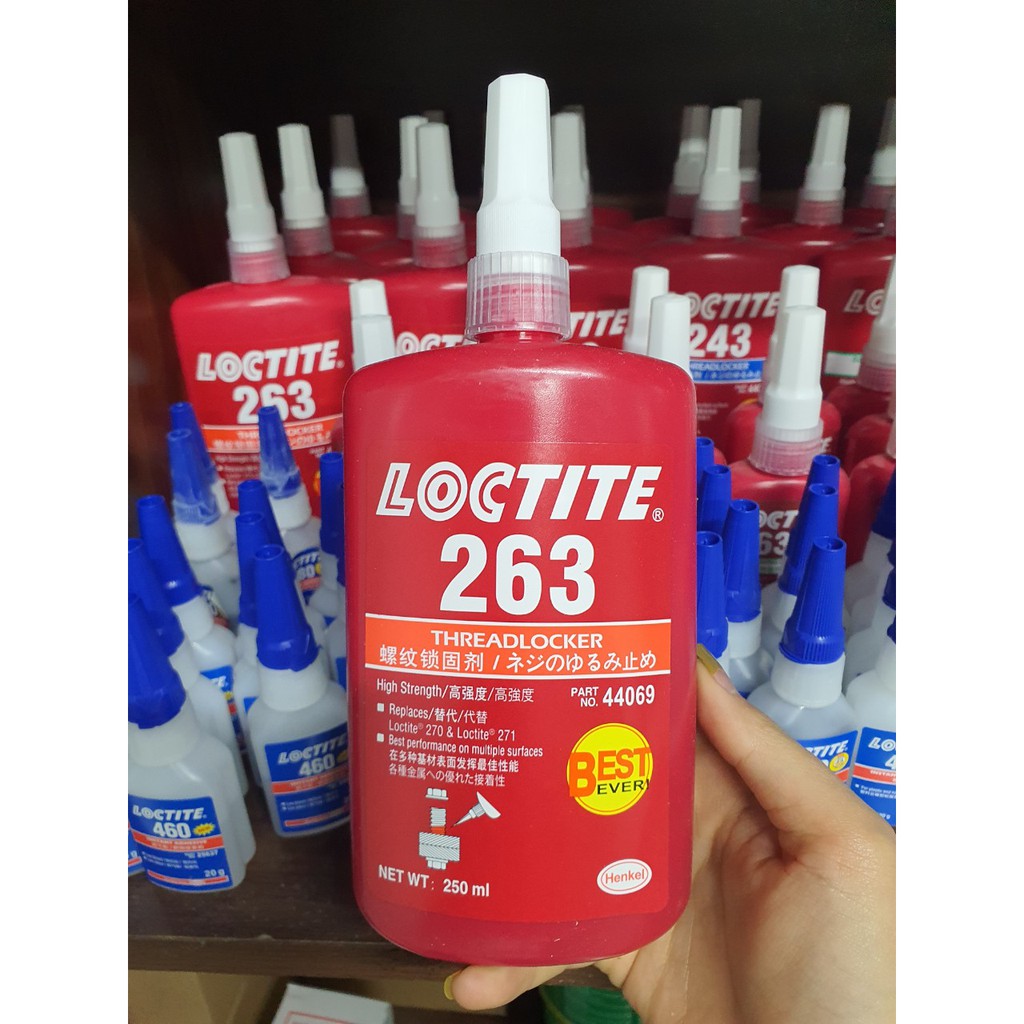 LOCTITE®
263
THREADLOCKER
螺纹锁固剂 / ネジのゆるみ止め
High Strength/高强度/高強度
PART NO. 44069
Replaces/替代/代替
Loctite® 270 & Loctite® 271
Best performance on multiple surfaces
在多种基材表面发挥最佳性能
各種金属への優れた接着性
BEST
EVER!
NET WT: 250 ml
Henkel
LOCTITE.
263
THREADLOCKER
LOCTITE
243
THREADLOCKER
LOCTITE
460
LOCTITE.
460
20g